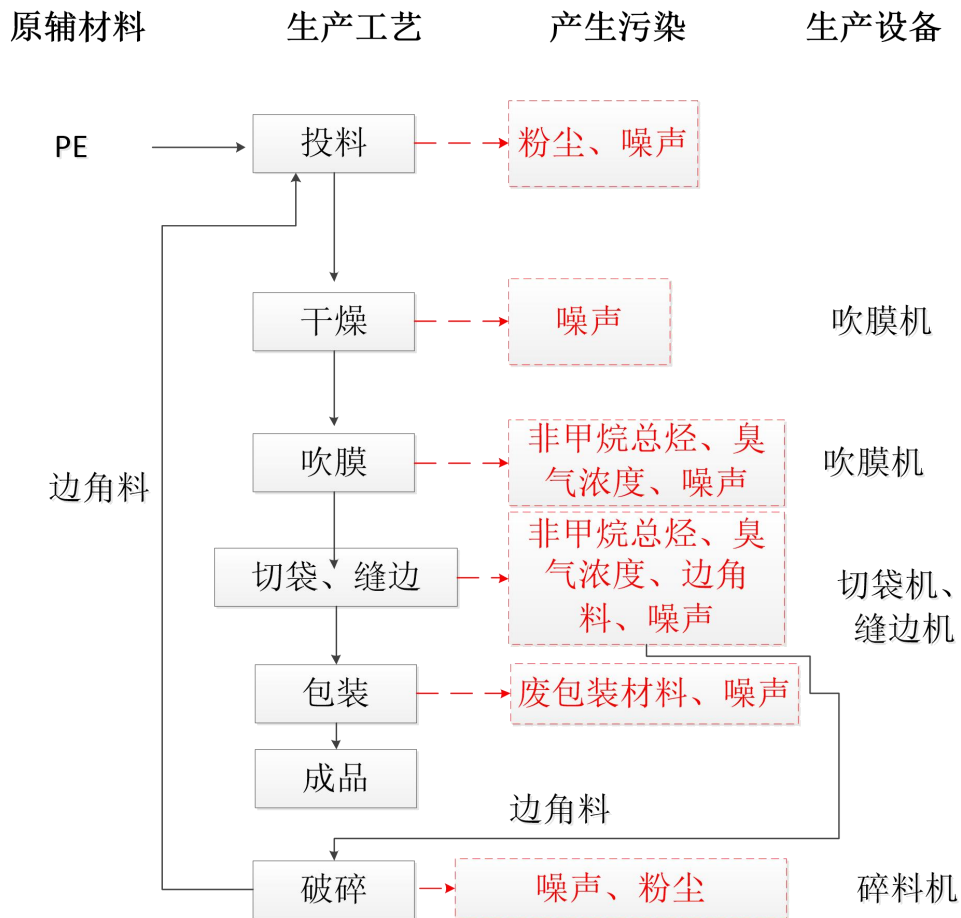 原辅材料 生产工艺 产生污染 生产设备
PE
投料
粉尘、噪声
干燥
噪声
吹膜机
吹膜
非甲烷总烃、臭
气浓度、噪声
吹膜机
边角料
切袋、缝边
非甲烷总烃、臭
气浓度、边角
料、噪声
切袋机、
缝边机
包装
废包装材料、噪声
成品
边角料
破碎
噪声、粉尘
碎料机